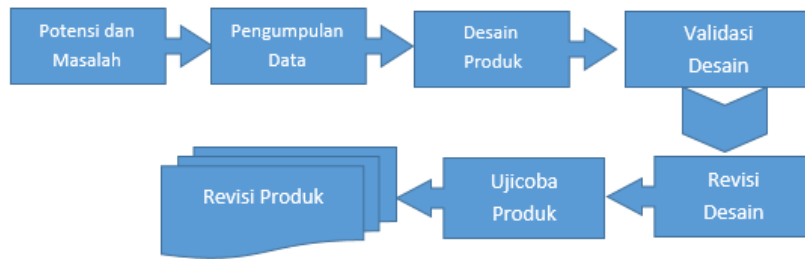 Potensi dan
Masalah
Pengumpulan
Data
Desain
Produk
Validasi
Desain
Revisi
Desain
Ujicoba
Produk
Revisi Produk